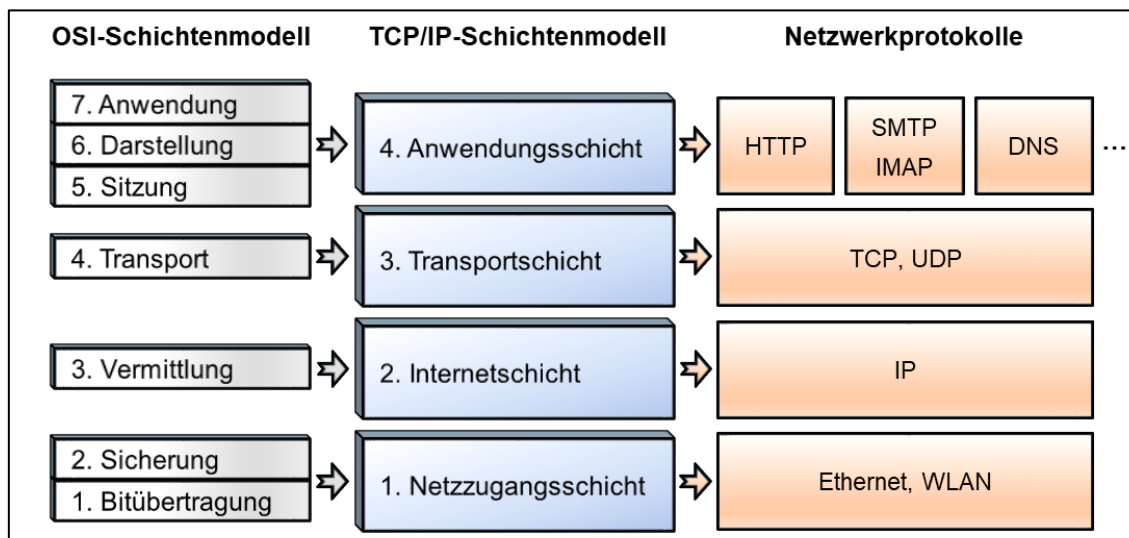 OSI-Schichtenmodell
TCP/IP-Schichtenmodell
Netzwerkprotokolle
7. Anwendung
6. Darstellung
5. Sitzung
4. Anwendungsschicht
HTTP
SMTP
IMAP
DNS
...
4. Transport
3. Transportschicht
TCP, UDP
3. Vermittlung
2. Internetschicht
IP
2. Sicherung
1. Bitübertragung
1. Netzzugangsschicht
Ethernet, WLAN